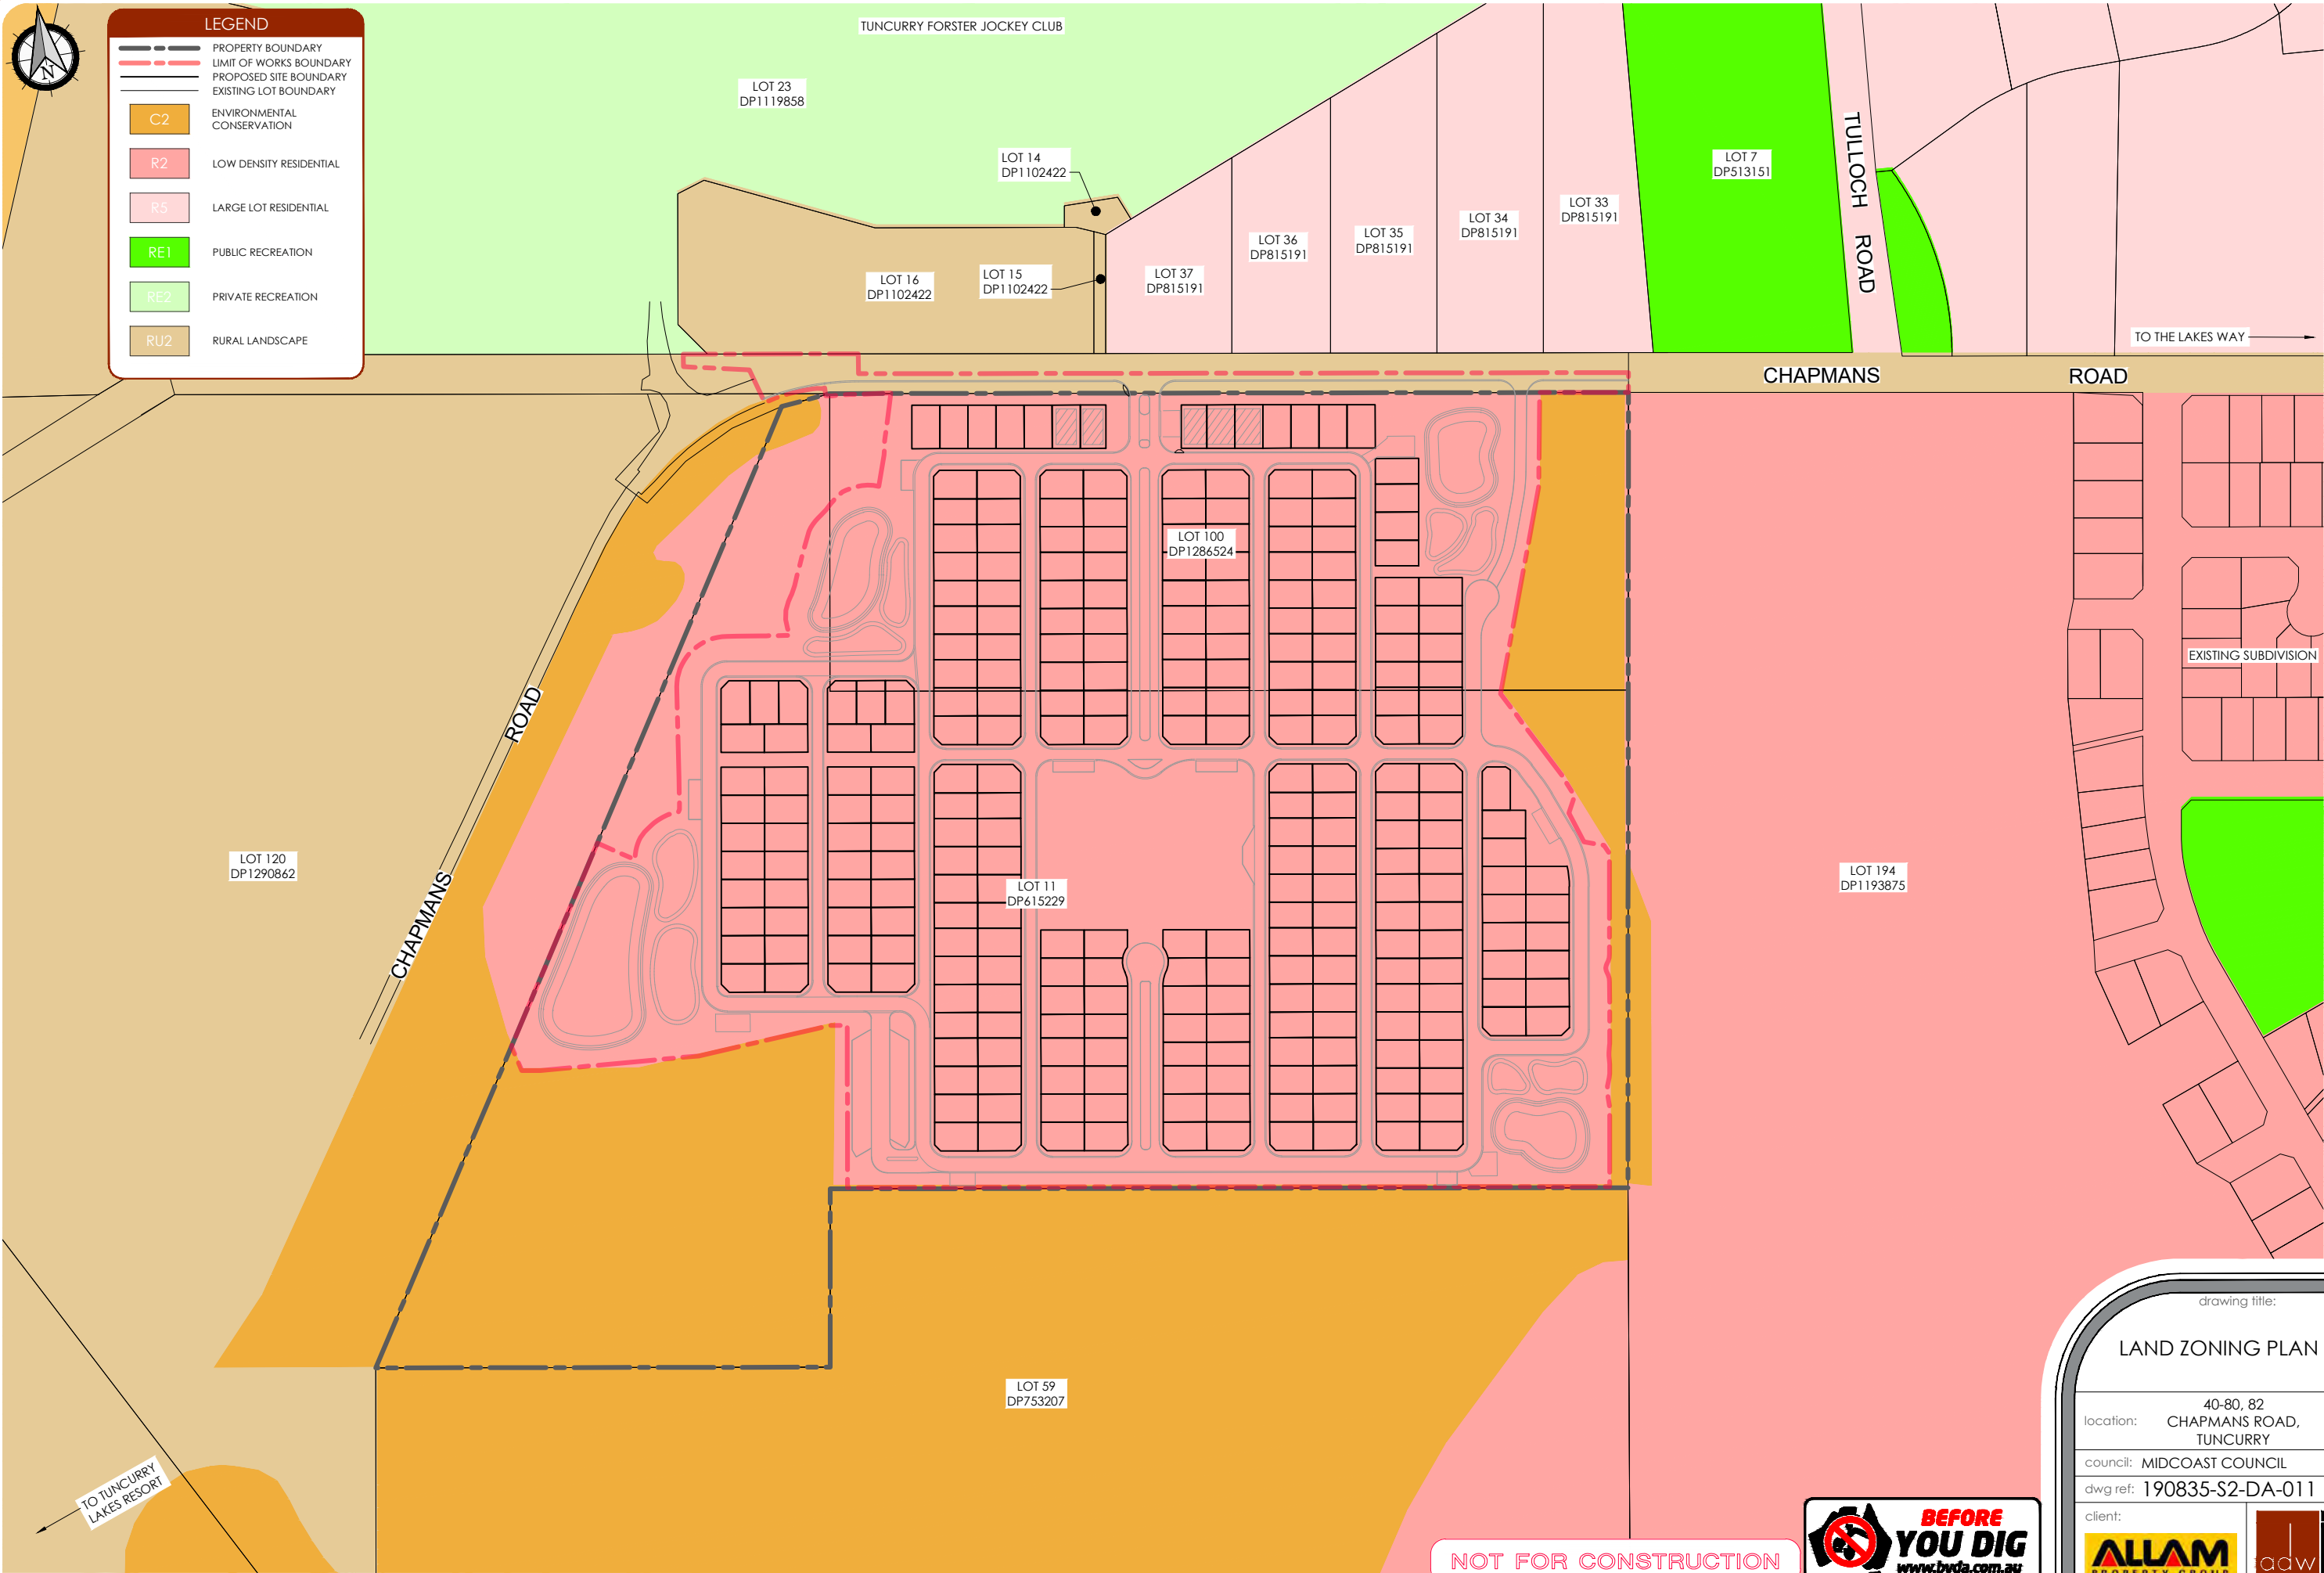 LEGEND
PROPERTY BOUNDARY
LIMIT OF WORKS BOUNDARY
PROPOSED SITE BOUNDARY
EXISTING LOT BOUNDARY
C2
ENVIRONMENTAL
CONSERVATION
R2
LOW DENSITY RESIDENTIAL
R5
LARGE LOT RESIDENTIAL
RE1
PUBLIC RECREATION
RE2
PRIVATE RECREATION
RU2
RURAL LANDSCAPE
N
TUNCURRY FORSTER JOCKEY CLUB
LOT 23
DP1119858
LOT 14
DP1102422
LOT 16
DP1102422
LOT 15
DP1102422
LOT 37
DP815191
LOT 36
DP815191
LOT 35
DP815191
LOT 34
DP815191
LOT 33
DP815191
LOT 7
DP513151
TULLOCH ROAD
TO THE LAKES WAY
CHAPMANS ROAD
LOT 100
DP1286524
EXISTING SUBDIVISION
CHAPMANS ROAD
LOT 120
DP1290862
LOT 11
DP615229
LOT 194
DP1193875
LOT 59
DP753207
TO TUNCURRY
LAKES RESORT
NOT FOR CONSTRUCTION
BEFORE
YOU DIG
www.byda.com.au
drawing title:
LAND ZONING PLAN
location:
40-80, 82
CHAPMANS ROAD,
TUNCURRY
council: MIDCOAST COUNCIL
dwg ref: 190835-S2-DA-011
client:
ALLAM
PROPERTY GROUP
adw